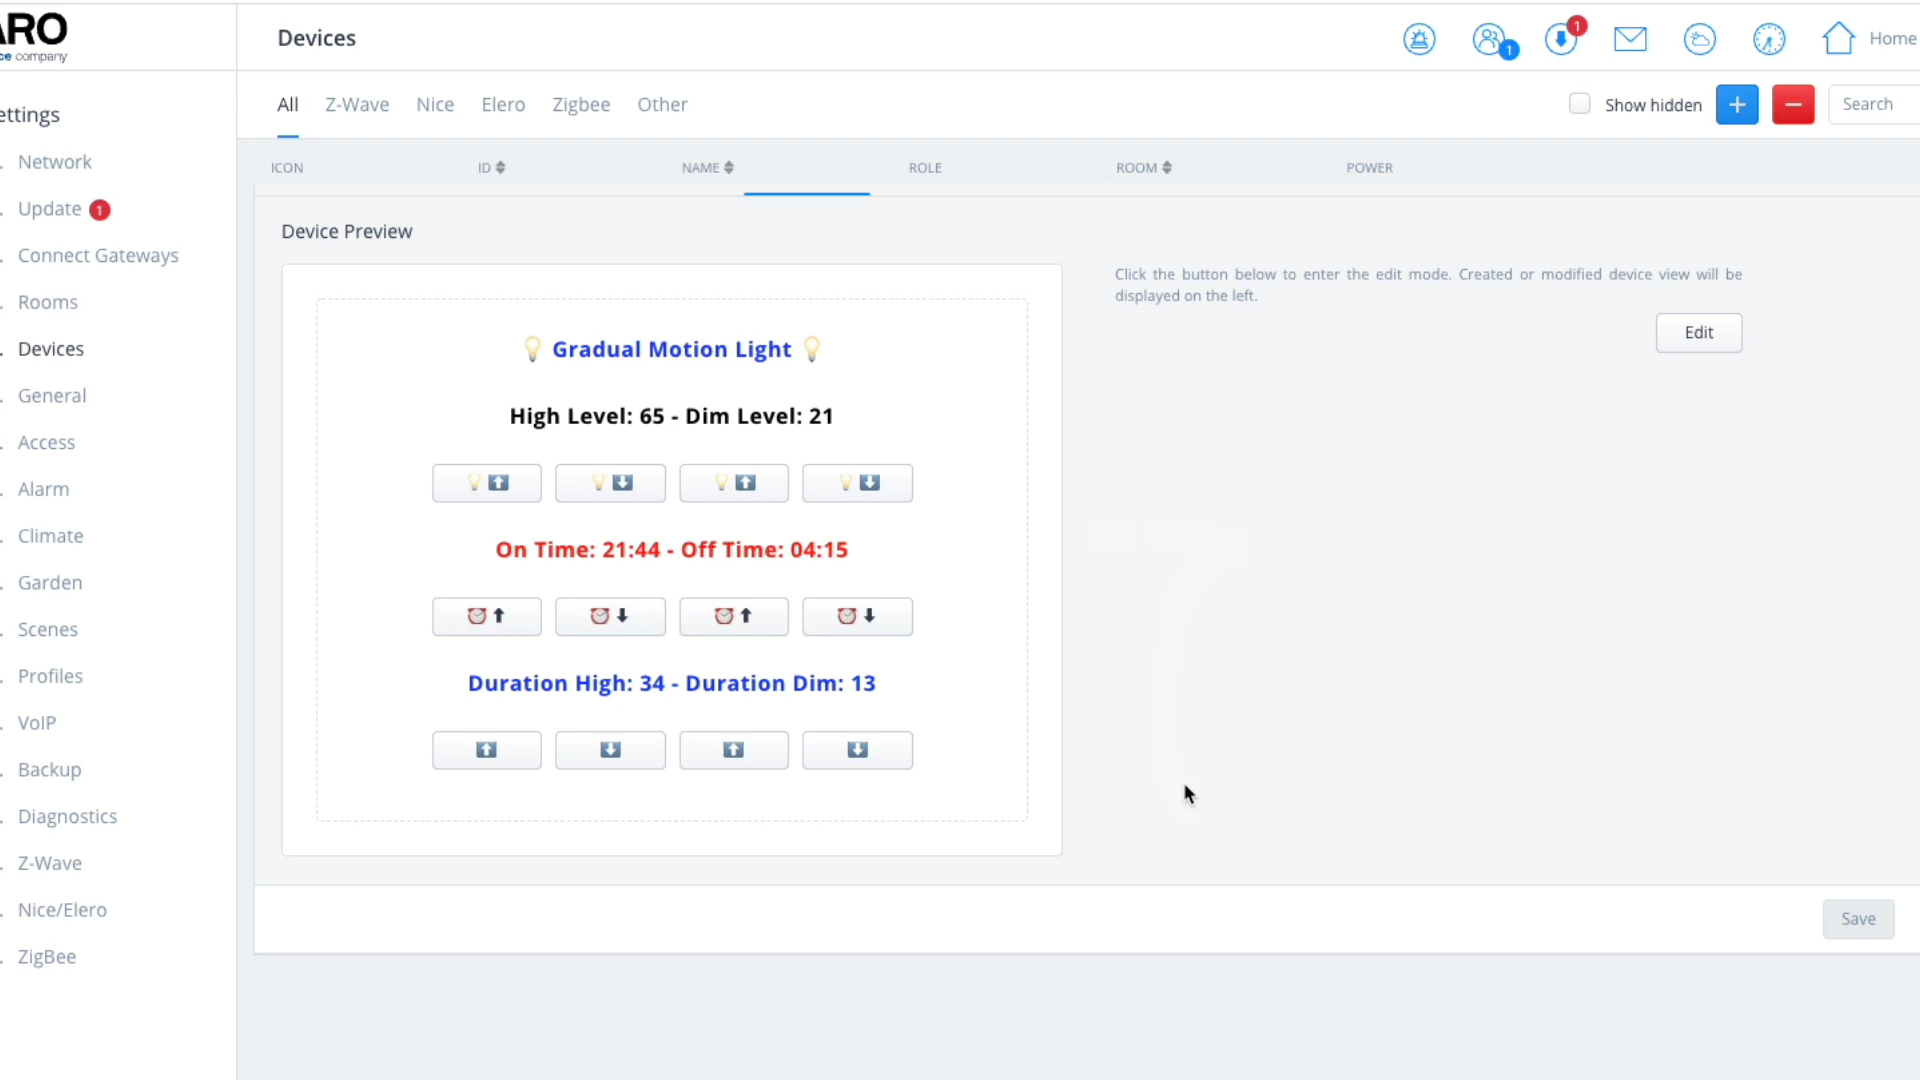 ARO
ce company
Devices
1
1
Home
ettings
Network
Update 1
Connect Gateways
Rooms
Devices
General
Access
Alarm
Climate
Garden
Scenes
Profiles
VoIP
Backup
Diagnostics
Z-Wave
Nice/Elero
ZigBee
All Z-Wave Nice Elero Zigbee Other
Show hidden + − Search
ICON ID NAME ROLE ROOM POWER
Device Preview
Gradual Motion Light
High Level: 65 - Dim Level: 21
On Time: 21:44 - Off Time: 04:15
Duration High: 34 - Duration Dim: 13
Click the button below to enter the edit mode. Created or modified device view will be
displayed on the left.
Edit
Save